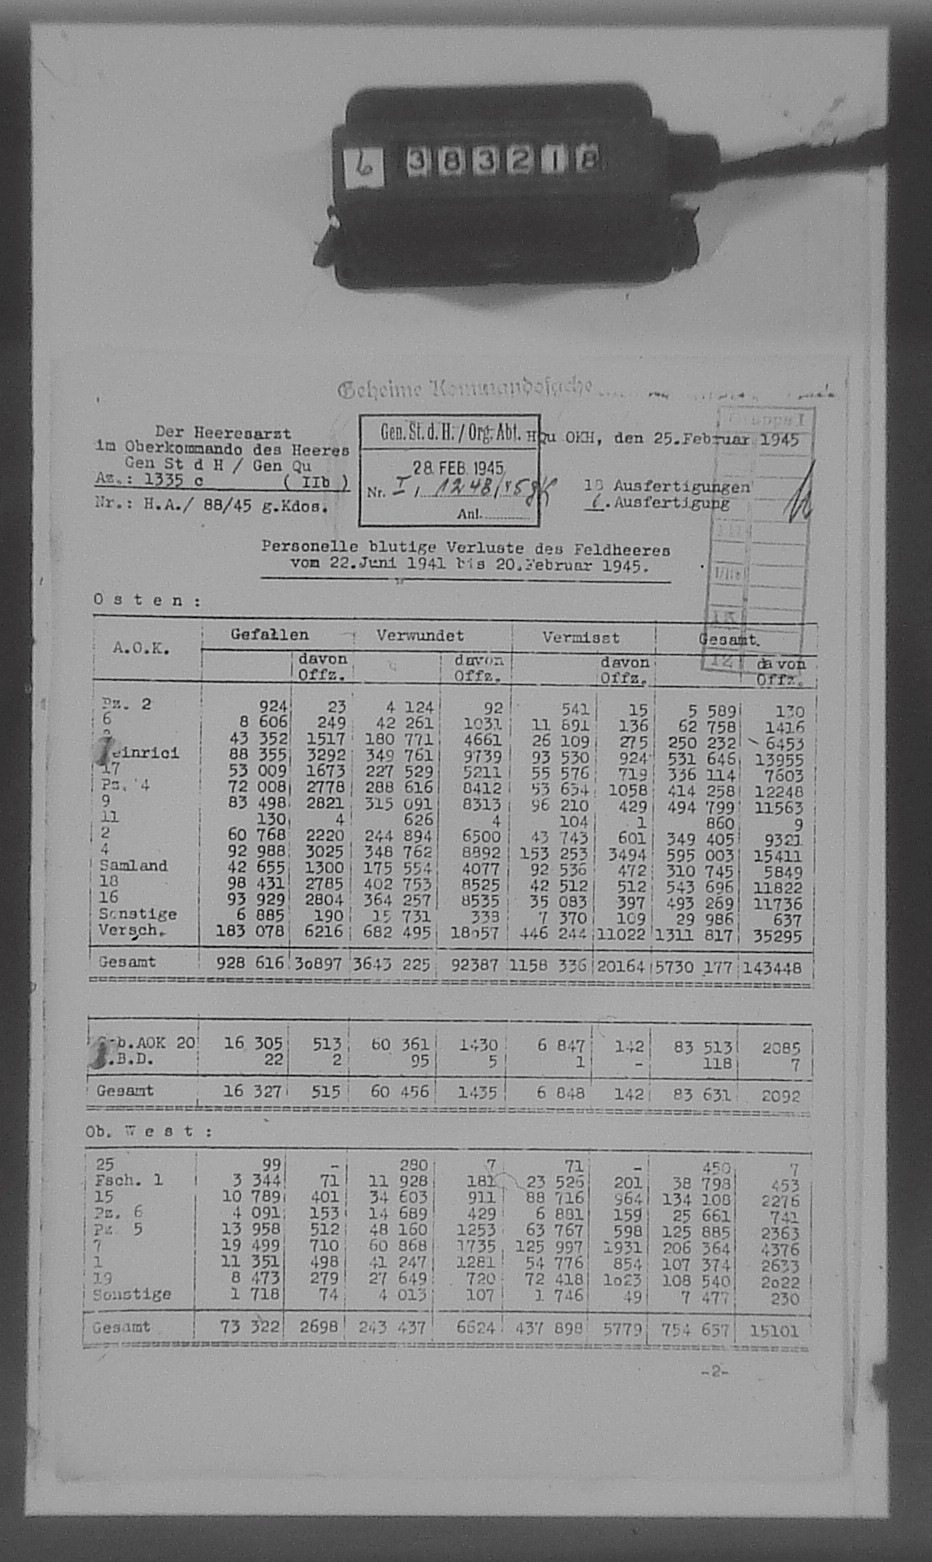 6 383218
Geheime Kommandosache
Der Heeresarzt
im Oberkommando des Heeres
Gen St d H / Gen Qu
Az.: 1335 c ( IIb )
Nr.: H.A./ 88/45 g.Kdos.
Gen. St. d. H. / Org. Abt.
28. FEB. 1945
Nr. I, 1248/45 gK
Anl.
HQu OKH, den 25.Februar 1945
18 Ausfertigungen
6. Ausfertigung
Personelle blutige Verluste des Feldheeres
vom 22.Juni 1941 bis 20.Februar 1945.
Osten:
A.O.K. Gefallen Verwundet Vermisst Gesamt
davon Offz. davon Offz. davon Offz. davon Offz.
Pz. 2 924 23 4 124 92 541 15 5 589 130
6 8 606 249 42 261 1031 11 891 136 62 758 1416
43 352 1517 180 771 4661 26 109 275 250 232 6453
einrici 88 355 3292 349 761 9739 93 530 924 531 646 13955
17 53 009 1673 227 529 5211 55 576 719 336 114 7603
Pz. 4 72 008 2778 288 616 8412 53 634 1058 414 258 12248
9 83 498 2821 315 091 8313 96 210 429 494 799 11563
11 130 4 626 4 104 1 860 9
2 60 768 2220 244 894 6500 43 743 601 349 405 9321
4 92 988 3025 348 762 8892 153 253 3494 595 003 15411
Samland 42 655 1300 175 554 4077 92 536 472 310 745 5849
18 98 431 2785 402 753 8525 42 512 512 543 696 11822
16 93 929 2804 364 257 8535 35 083 397 493 269 11736
Sonstige 6 885 190 15 731 338 7 370 109 29 986 637
Versch. 183 078 6216 682 495 18057 446 244 11022 1311 817 35295
Gesamt 928 616 30897 3643 225 92387 1158 336 20164 5730 177 143448
b.AOK 20 16 305 513 60 361 1430 6 847 142 83 513 2085
.B.D. 22 2 95 5 1 - 118 7
Gesamt 16 327 515 60 456 1435 6 848 142 83 631 2092
Ob. West:
25 99 - 280 7 71 - 450 7
Fsch. 1 3 344 71 11 928 181 23 526 201 38 798 453
15 10 789 401 34 603 911 88 716 964 134 108 2276
Pz. 6 4 091 153 14 689 429 6 881 159 25 661 741
Pz. 5 13 958 512 48 160 1253 63 767 598 125 885 2363
7 19 499 710 60 868 1735 125 997 1931 206 364 4376
1 11 351 498 41 247 1281 54 776 854 107 374 2633
19 8 473 279 27 649 720 72 418 1023 108 540 2022
Sonstige 1 718 74 4 013 107 1 746 49 7 477 230
Gesamt 73 322 2698 243 437 6624 437 898 5779 754 657 15101
-2-